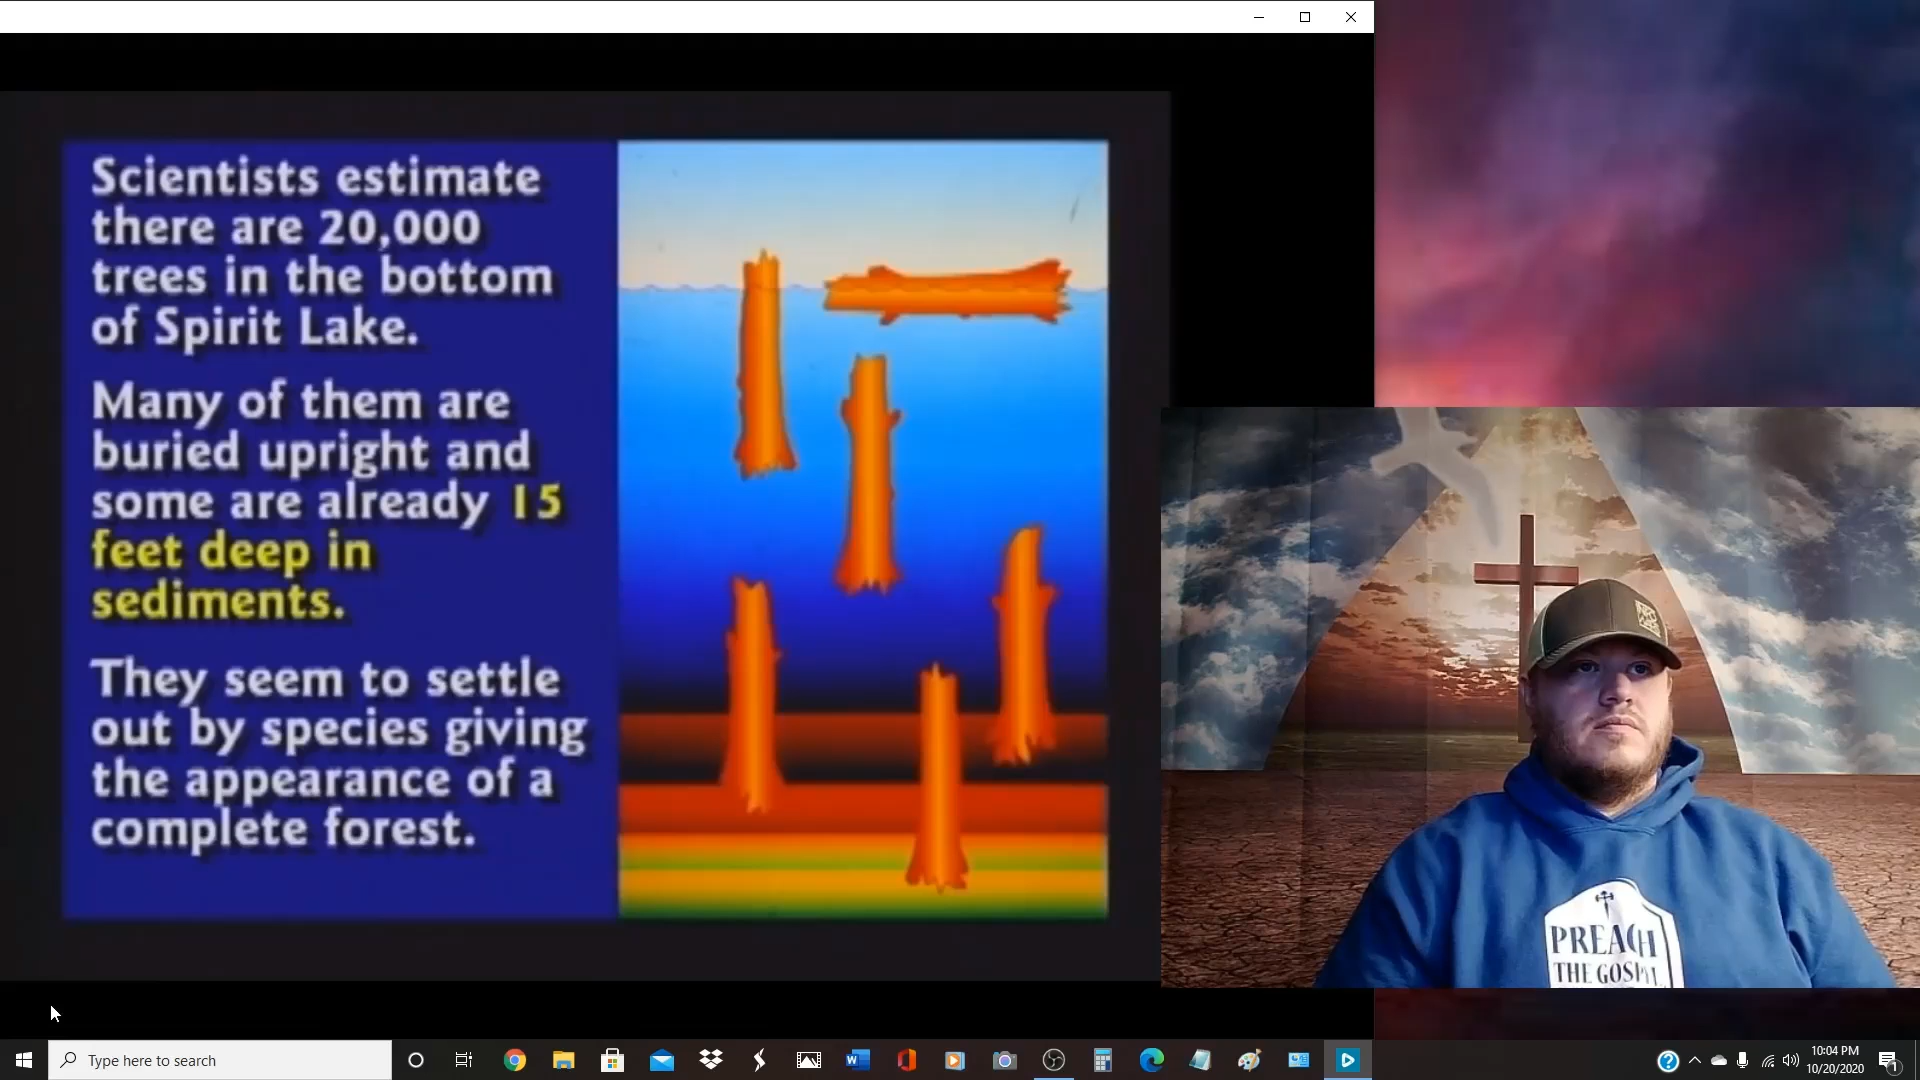 Scientists estimate
there are 20,000
trees in the bottom
of Spirit Lake.
Many of them are
buried upright and
some are already 15
feet deep in
sediments.
They seem to settle
out by species giving
the appearance of a
complete forest.
PREACH
THE GOSPEL
Type here to search
10:04 PM
10/20/2020
1